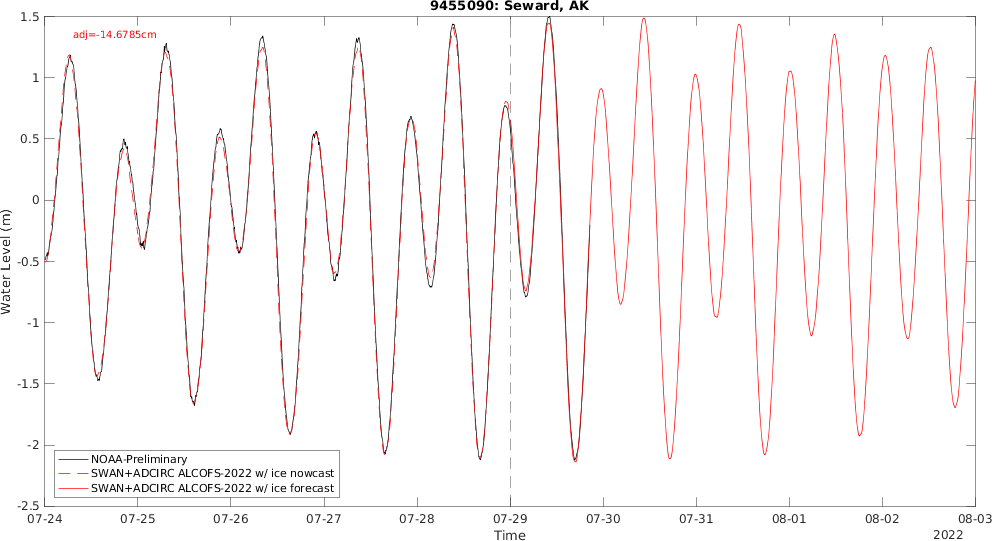 9455090: Seward, AK
adj=-14.6785cm
Water Level (m)
1.5
1
0.5
0
-0.5
-1
-1.5
-2
-2.5
NOAA-Preliminary
SWAN+ADCIRC ALCOFS-2022 w/ ice nowcast
SWAN+ADCIRC ALCOFS-2022 w/ ice forecast
07-24 07-25 07-26 07-27 07-28 07-29 07-30 07-31 08-01 08-02 08-03
Time
2022